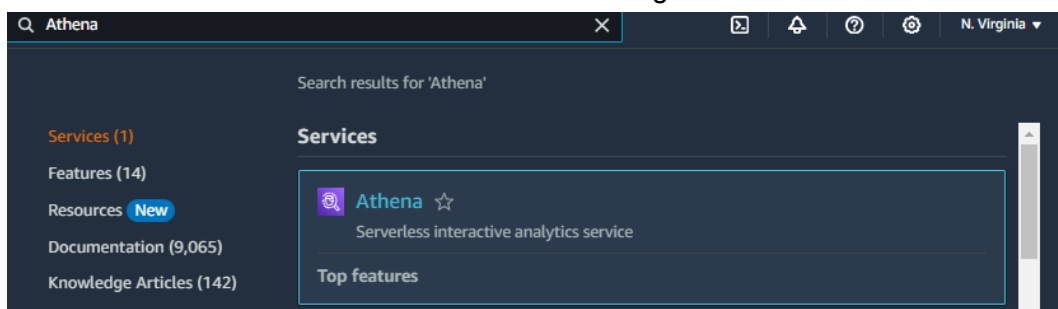 Athena
N. Virginia
Search results for 'Athena'
Services (1)
Features (14)
Resources New
Documentation (9,065)
Knowledge Articles (142)
Services
Athena
Serverless interactive analytics service
Top features